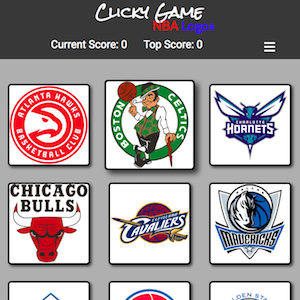 Clicky Game
NBA Logos
Current Score: 0 Top Score: 0
ATLANTA HAWKS
BASKETBALL CLUB
BOSTON
CELTICS
CHARLOTTE
HORNETS
CHICAGO
BULLS
CLEVELAND
CAVALIERS
MAVERICKS